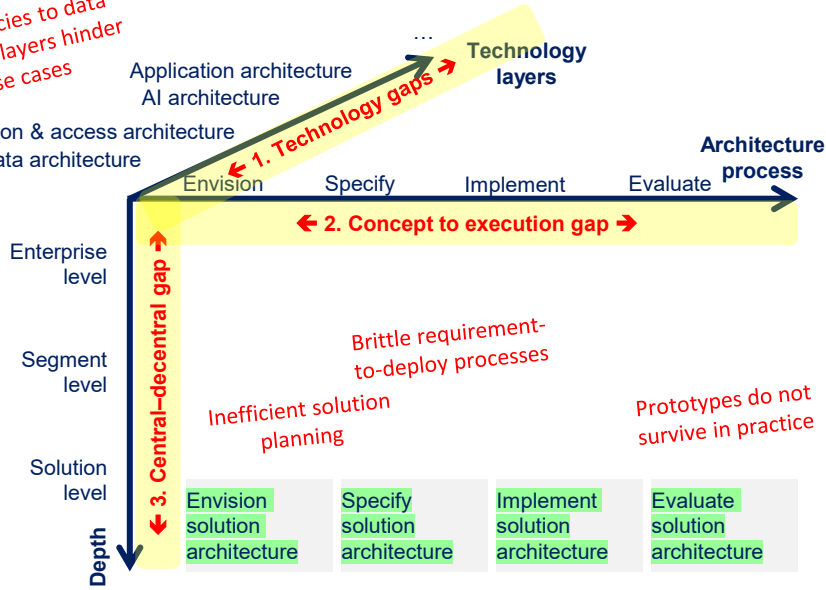 cies to data
layers hinder
se cases
…
Technology
layers
Application architecture
AI architecture
on & access architecture
ata architecture
← 1. Technology gaps →
Architecture
process
Envision
Specify
Implement
Evaluate
← 2. Concept to execution gap →
Enterprise
level
Segment
level
Solution
level
Depth
← 3. Central–decentral gap →
Brittle requirement-
to-deploy processes
Inefficient solution
planning
Prototypes do not
survive in practice
Envision
solution
architecture
Specify
solution
architecture
Implement
solution
architecture
Evaluate
solution
architecture